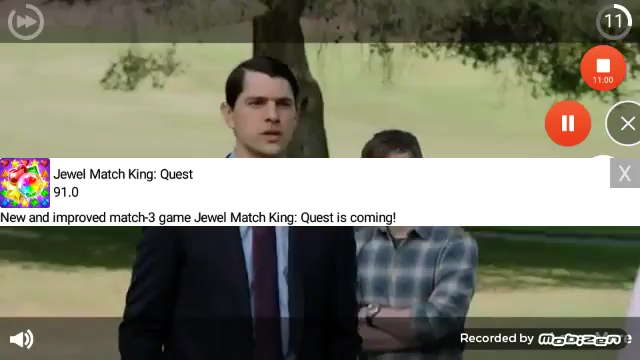 11
11:00
X
Jewel Match King: Quest
91.0
New and improved match-3 game Jewel Match King: Quest is coming!
Recorded by mobizen